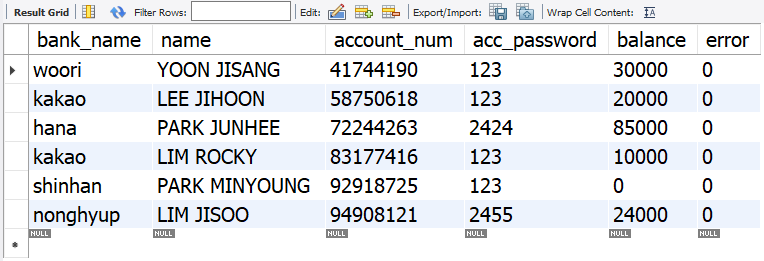 Result Grid Filter Rows: Edit: Export/Import: Wrap Cell Content: IA
bank_name name account_num acc_password balance error
woori YOON JISANG 41744190 123 30000 0
kakao LEE JIHOON 58750618 123 20000 0
hana PARK JUNHEE 72244263 2424 85000 0
kakao LIM ROCKY 83177416 123 10000 0
shinhan PARK MINYOUNG 92918725 123 0 0
nonghyup LIM JISOO 94908121 2455 24000 0
NULL NULL NULL NULL NULL NULL